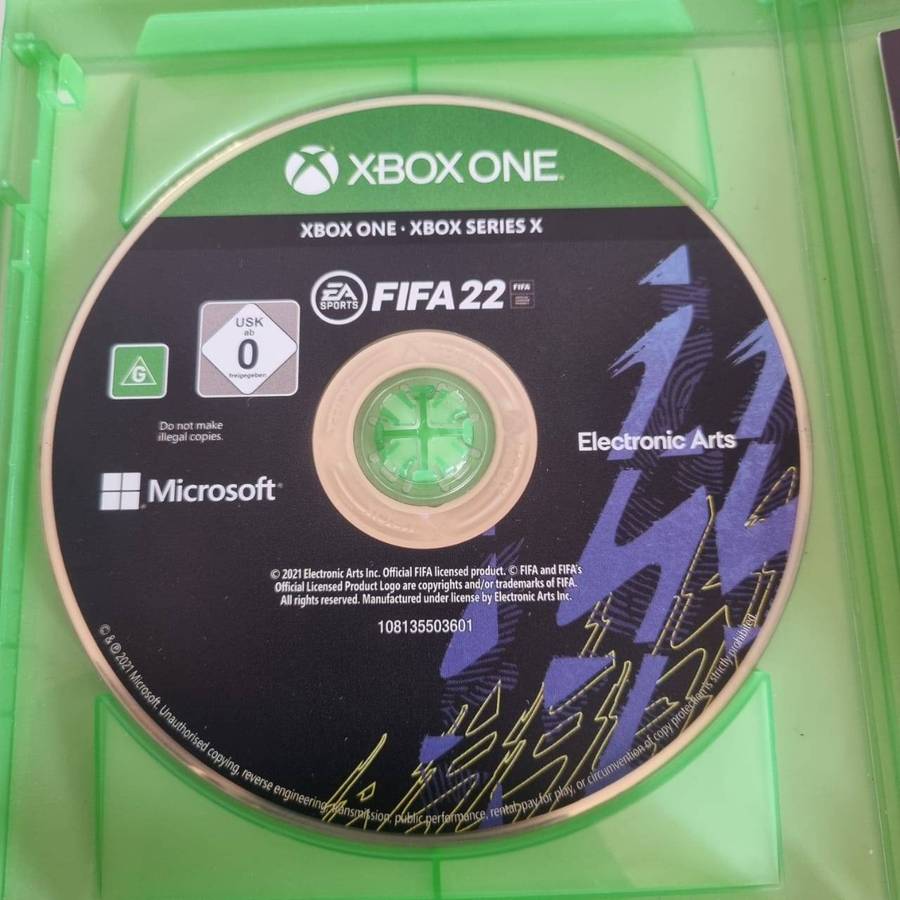 XBOX ONE
XBOX ONE · XBOX SERIES X
EA SPORTS FIFA 22 FIFA
USK
ab
0
freigegeben
G
Do not make
illegal copies.
Microsoft
Electronic Arts
© 2021 Electronic Arts Inc. Official FIFA licensed product. © FIFA and FIFA's
Official Licensed Product Logo are copyrights and/or trademarks of FIFA.
All rights reserved. Manufactured under license by Electronic Arts Inc.
108135503601
© & ℗ 2021 Microsoft. Unauthorised copying, reverse engineering, transmission, public performance, rental, pay for play, or circumvention of copy protection is strictly prohibited.